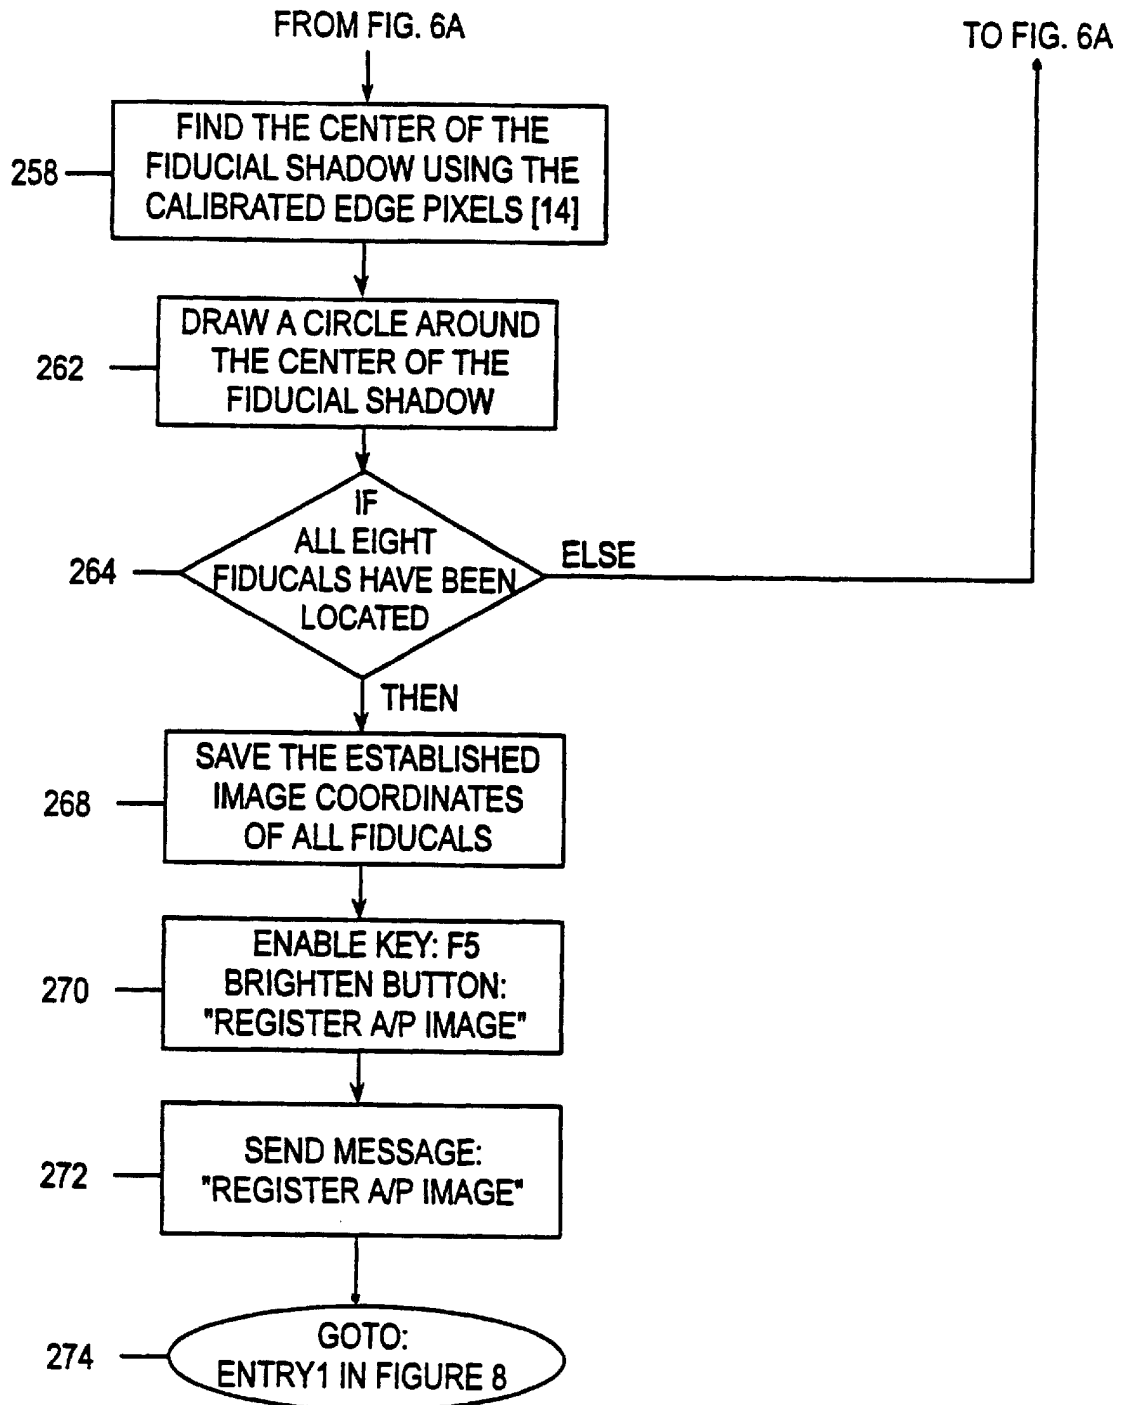 FROM FIG. 6A
TO FIG. 6A
258
FIND THE CENTER OF THE
FIDUCIAL SHADOW USING THE
CALIBRATED EDGE PIXELS [14]
262
DRAW A CIRCLE AROUND
THE CENTER OF THE
FIDUCIAL SHADOW
264
IF
ALL EIGHT
FIDUCALS HAVE BEEN
LOCATED
ELSE
THEN
268
SAVE THE ESTABLISHED
IMAGE COORDINATES
OF ALL FIDUCALS
270
ENABLE KEY: F5
BRIGHTEN BUTTON:
"REGISTER A/P IMAGE"
272
SEND MESSAGE:
"REGISTER A/P IMAGE"
274
GOTO:
ENTRY1 IN FIGURE 8